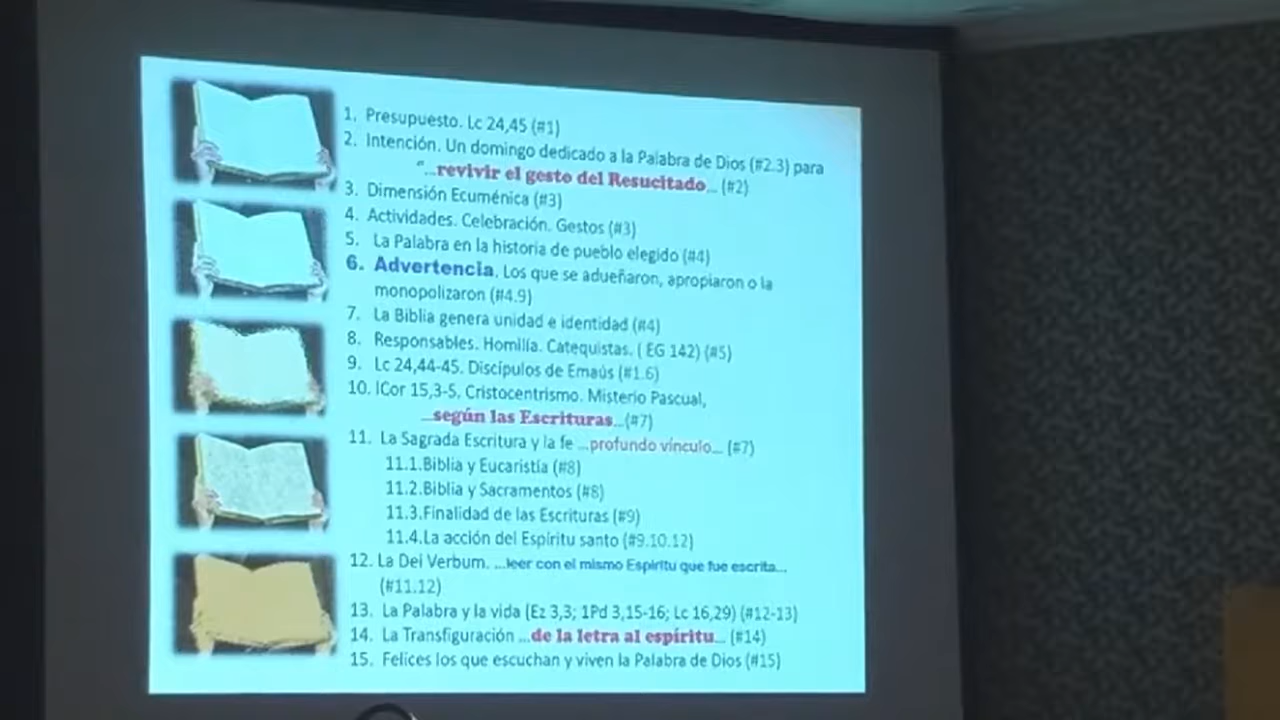 1. Presupuesto. Lc 24,45 (#1)
2. Intención. Un domingo dedicado a la Palabra de Dios (#2.3) para
"...revivir el gesto del Resucitado... (#2)
3. Dimensión Ecuménica (#3)
4. Actividades. Celebración. Gestos (#3)
5. La Palabra en la historia de pueblo elegido (#4)
6. Advertencia. Los que se adueñaron, apropiaron o la
monopolizaron (#4.9)
7. La Biblia genera unidad e identidad (#4)
8. Responsables. Homilía. Catequistas. ( EG 142) (#5)
9. Lc 24,44-45. Discípulos de Emaús (#1.6)
10. ICor 15,3-5. Cristocentrismo. Misterio Pascual,
...según las Escrituras...(#7)
11. La Sagrada Escritura y la fe ...profundo vínculo... (#7)
11.1.Biblia y Eucaristía (#8)
11.2.Biblia y Sacramentos (#8)
11.3.Finalidad de las Escrituras (#9)
11.4.La acción del Espíritu santo (#9.10.12)
12. La Dei Verbum. ...leer con el mismo Espíritu que fue escrita...
(#11.12)
13. La Palabra y la vida (Ez 3,3; 1Pd 3,15-16; Lc 16,29) (#12-13)
14. La Transfiguración ...de la letra al espíritu... (#14)
15. Felices los que escuchan y viven la Palabra de Dios (#15)